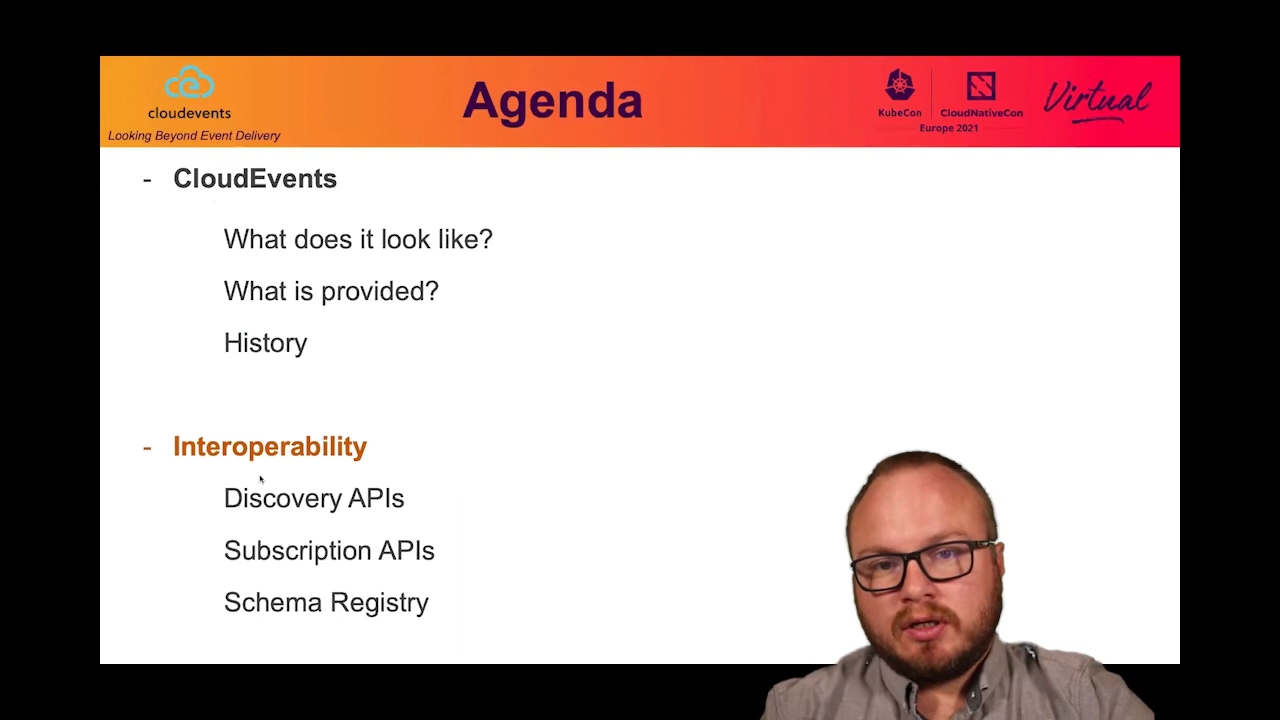 cloudevents
Looking Beyond Event Delivery
Agenda
KubeCon
CloudNativeCon
Europe 2021
Virtual
- CloudEvents
What does it look like?
What is provided?
History
- Interoperability
Discovery APIs
Subscription APIs
Schema Registry